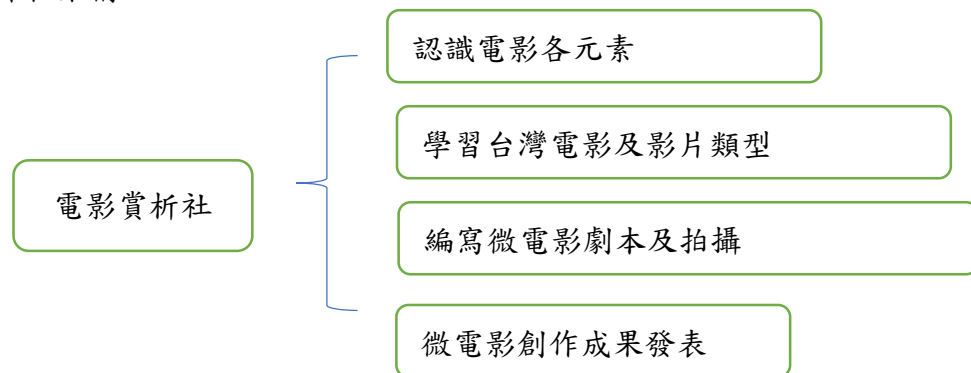 認識電影各元素
學習台灣電影及影片類型
電影賞析社
編寫微電影劇本及拍攝
微電影創作成果發表